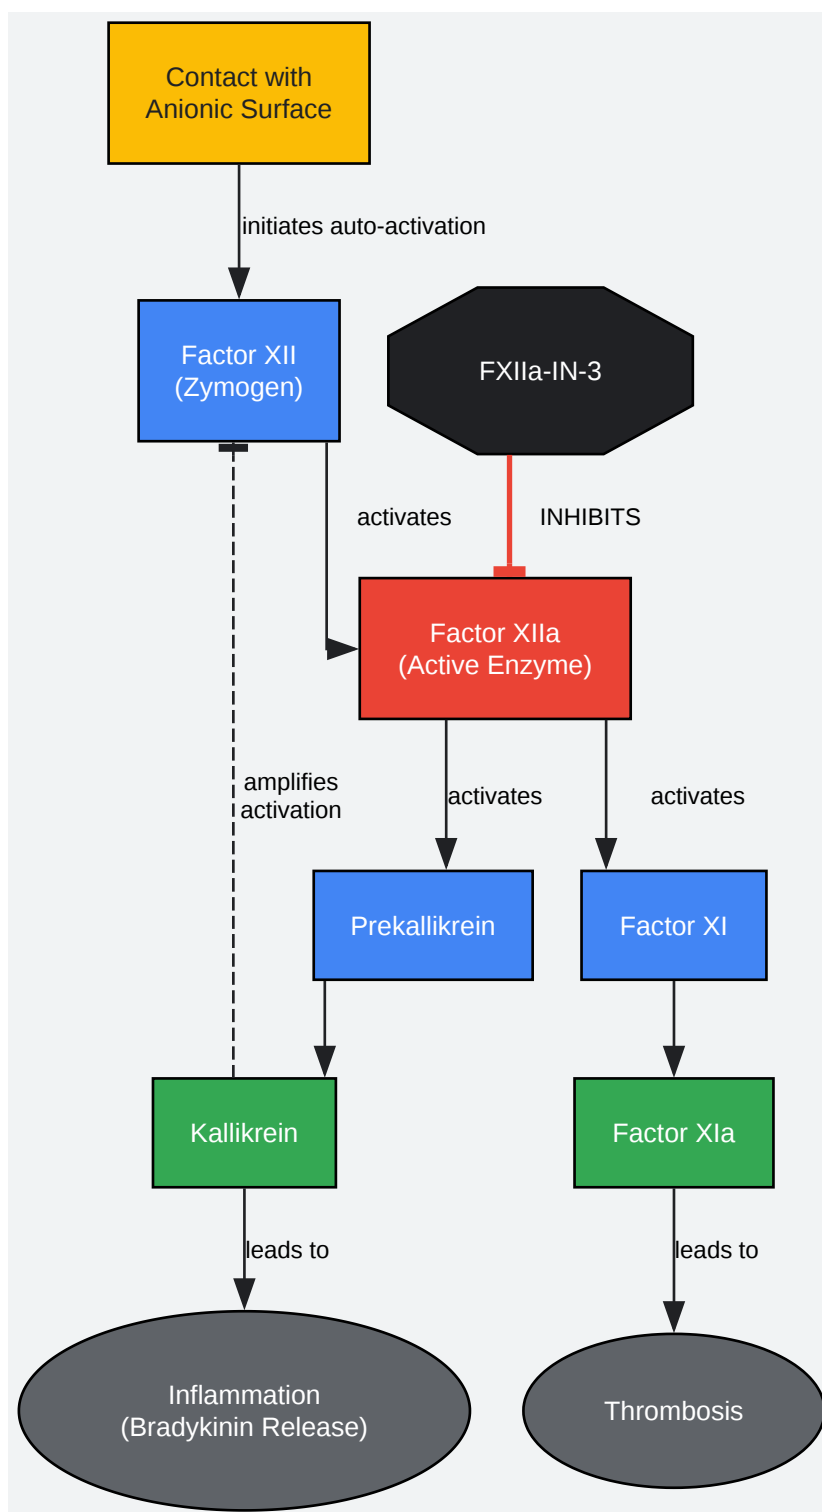 Contact with
Anionic Surface
initiates auto-activation
Factor XII
(Zymogen)
FXIIa-IN-3
activates
INHIBITS
Factor XIIa
(Active Enzyme)
amplifies
activation
activates
activates
Prekallikrein
Factor XI
Kallikrein
Factor XIa
leads to
leads to
Inflammation
(Bradykinin Release)
Thrombosis